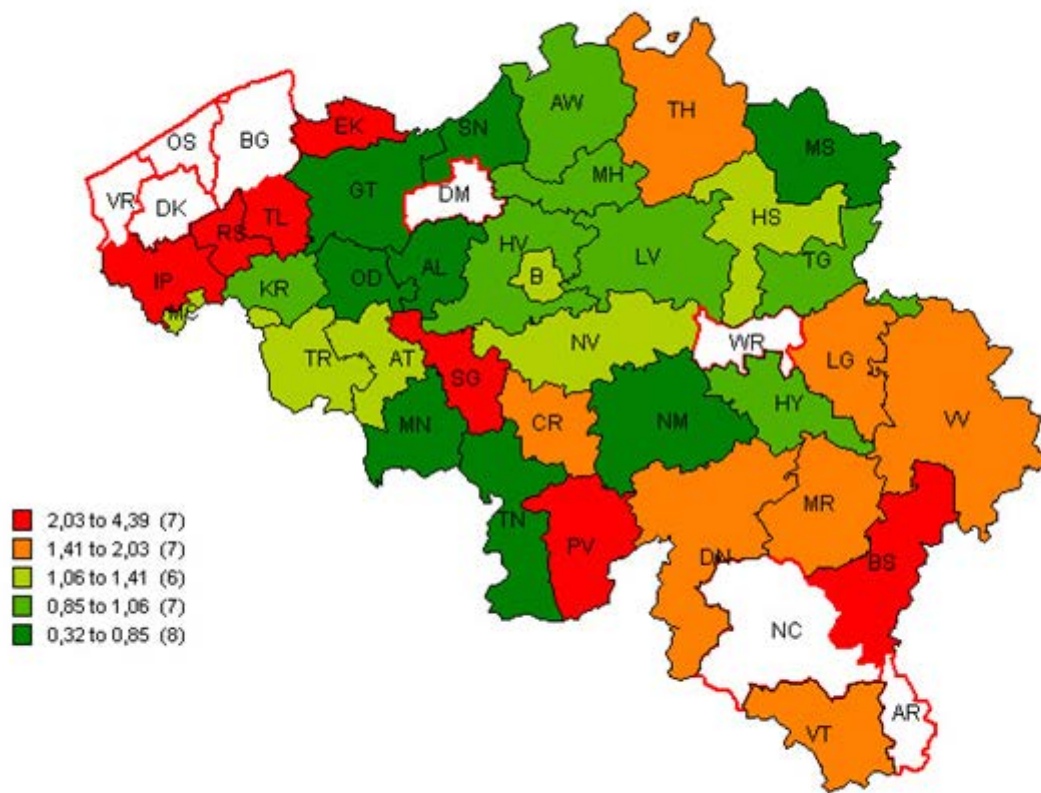 AW
TH
EK
SN
MS
OS
BG
GT
MH
DM
VR
DK
HS
RS
TL
HV
B
LV
TG
IP
KR
OD
AL
WR
TR
AT
NV
LG
SG
HY
VV
MN
CR
NM
MR
2,03 to 4,39 (7)
1,41 to 2,03 (7)
1,06 to 1,41 (6)
0,85 to 1,06 (7)
0,32 to 0,85 (8)
TN
PV
DN
BS
NC
AR
VT